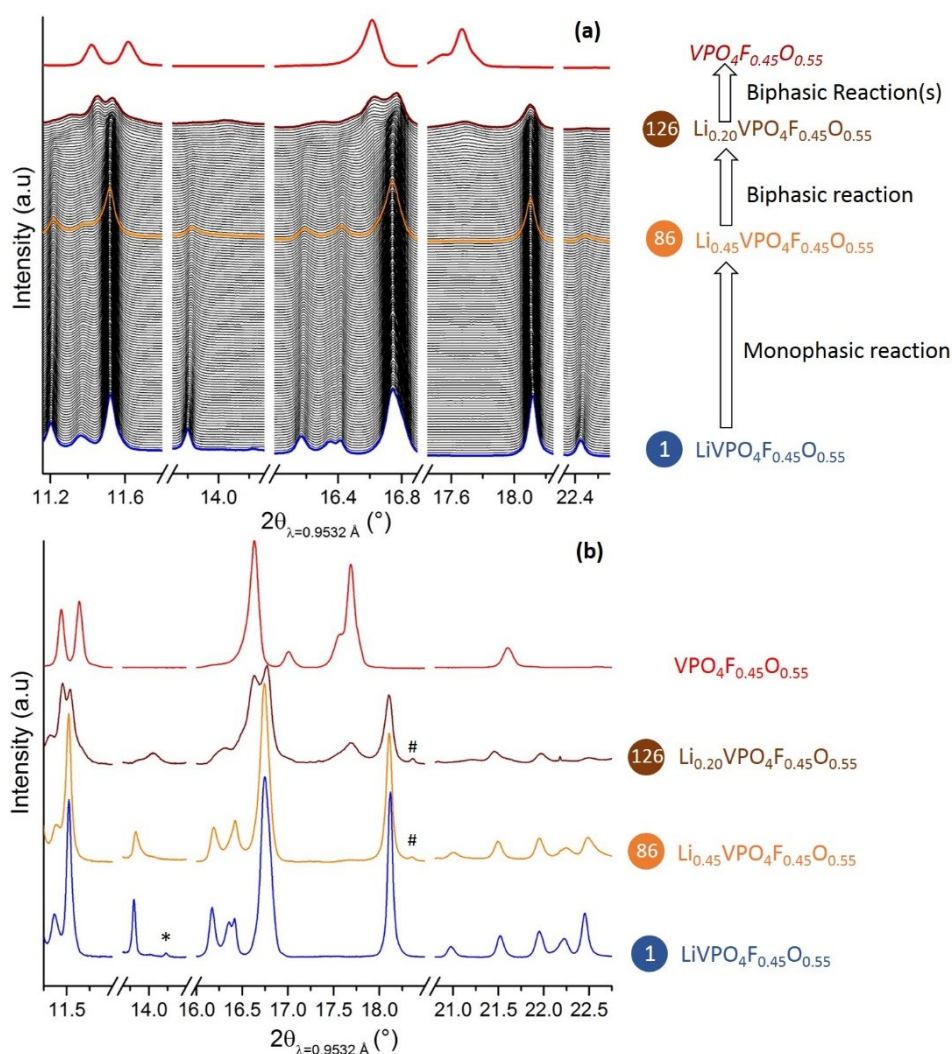 (a)
Intensity (a.u)
11.2 11.6 14.0 16.4 16.8 17.6 18.0 22.4
2θλ=0.9532 Å (°)
VPO4F0.45O0.55
Biphasic Reaction(s)
126 Li0.20VPO4F0.45O0.55
Biphasic reaction
86 Li0.45VPO4F0.45O0.55
Monophasic reaction
1 LiVPO4F0.45O0.55
(b)
Intensity (a.u)
VPO4F0.45O0.55
#
126 Li0.20VPO4F0.45O0.55
#
86 Li0.45VPO4F0.45O0.55
*
1 LiVPO4F0.45O0.55
11.5 14.0 16.0 16.5 17.0 17.5 18.0 21.0 21.5 22.0 22.5
2θλ=0.9532 Å (°)